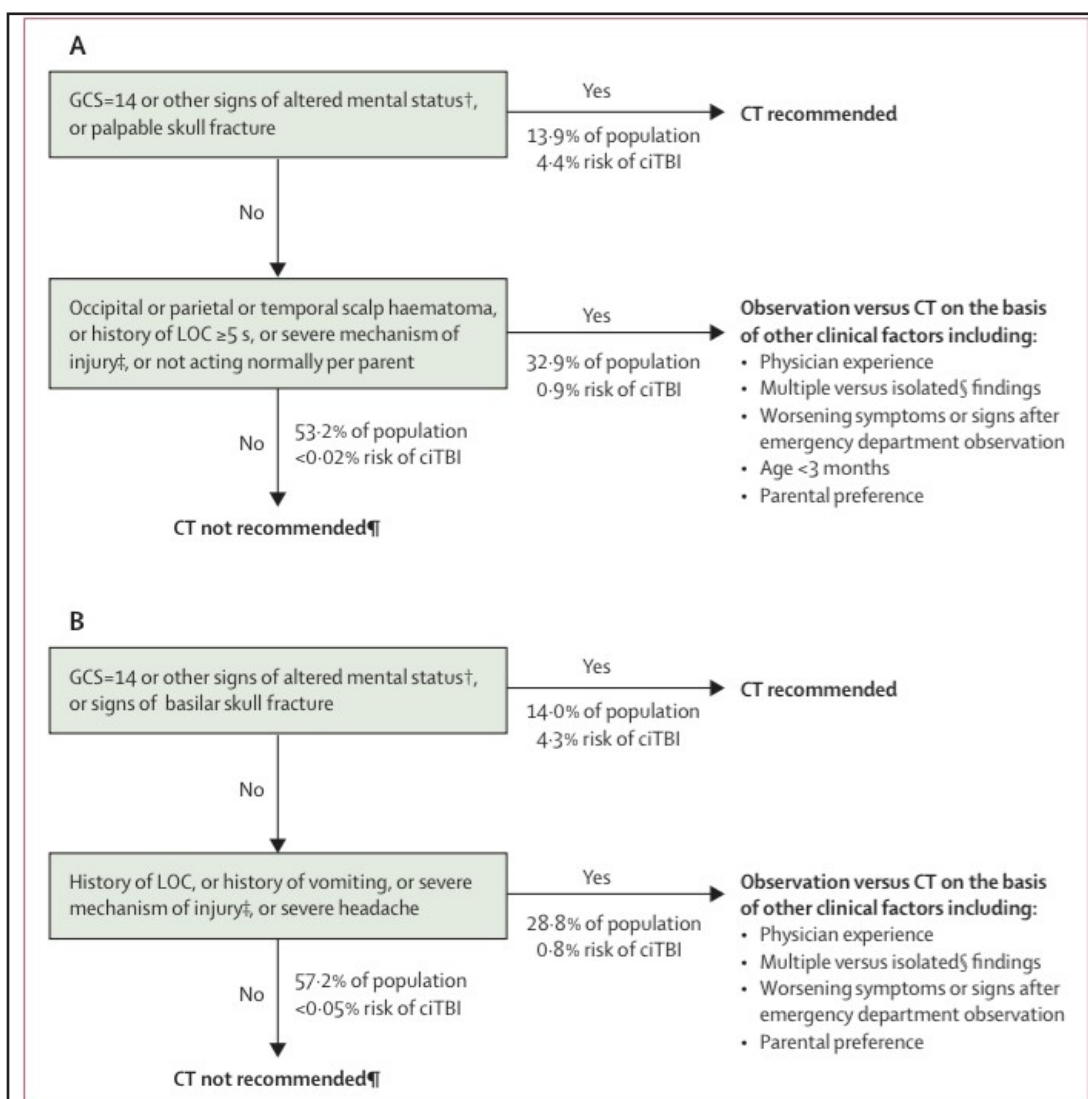 A
GCS=14 or other signs of altered mental status†,
or palpable skull fracture
Yes
13·9% of population
4·4% risk of ciTBI
CT recommended
No
Occipital or parietal or temporal scalp haematoma,
or history of LOC ≥5 s, or severe mechanism of
injury‡, or not acting normally per parent
Yes
32·9% of population
0·9% risk of ciTBI
Observation versus CT on the basis
of other clinical factors including:
• Physician experience
• Multiple versus isolated§ findings
• Worsening symptoms or signs after
emergency department observation
• Age <3 months
• Parental preference
No
53·2% of population
<0·02% risk of ciTBI
CT not recommended¶
B
GCS=14 or other signs of altered mental status†,
or signs of basilar skull fracture
Yes
14·0% of population
4·3% risk of ciTBI
CT recommended
No
History of LOC, or history of vomiting, or severe
mechanism of injury‡, or severe headache
Yes
28·8% of population
0·8% risk of ciTBI
Observation versus CT on the basis
of other clinical factors including:
• Physician experience
• Multiple versus isolated§ findings
• Worsening symptoms or signs after
emergency department observation
• Parental preference
No
57·2% of population
<0·05% risk of ciTBI
CT not recommended¶